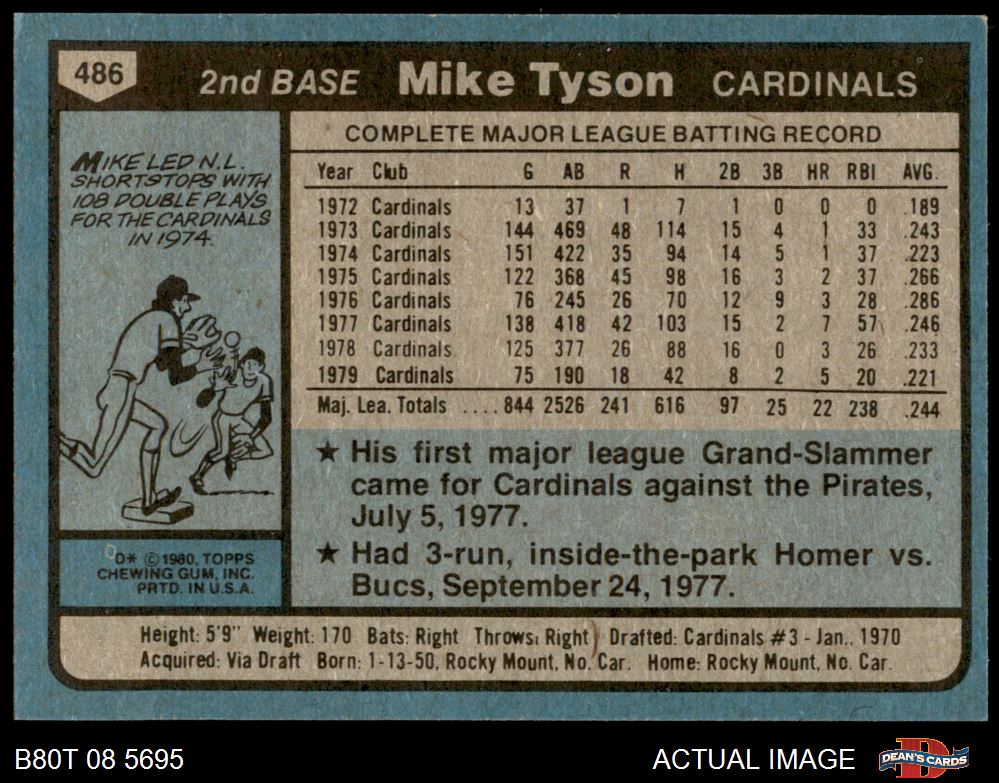 486
2nd BASE Mike Tyson CARDINALS
MIKE LED N.L.
SHORTSTOPS WITH
108 DOUBLE PLAYS
FOR THE CARDINALS
IN 1974.
COMPLETE MAJOR LEAGUE BATTING RECORD
Year Club G AB R H 2B 3B HR RBI AVG.
1972 Cardinals 13 37 1 7 1 0 0 0 .189
1973 Cardinals 144 469 48 114 15 4 1 33 .243
1974 Cardinals 151 422 35 94 14 5 1 37 .223
1975 Cardinals 122 368 45 98 16 3 2 37 .266
1976 Cardinals 76 245 26 70 12 9 3 28 .286
1977 Cardinals 138 418 42 103 15 2 7 57 .246
1978 Cardinals 125 377 26 88 16 0 3 26 .233
1979 Cardinals 75 190 18 42 8 2 5 20 .221
Maj. Lea. Totals ....844 2526 241 616 97 25 22 238 .244
★ His first major league Grand-Slammer
came for Cardinals against the Pirates,
July 5, 1977.
★ Had 3-run, inside-the-park Homer vs.
Bucs, September 24, 1977.
D* © 1980, TOPPS
CHEWING GUM, INC.
PRTD. IN U.S.A.
Height: 5'9" Weight: 170 Bats: Right Throws: Right Drafted: Cardinals #3 - Jan., 1970
Acquired: Via Draft Born: 1-13-50, Rocky Mount, No. Car. Home: Rocky Mount, No. Car.
B80T 08 5695
ACTUAL IMAGE
DEAN'S CARDS